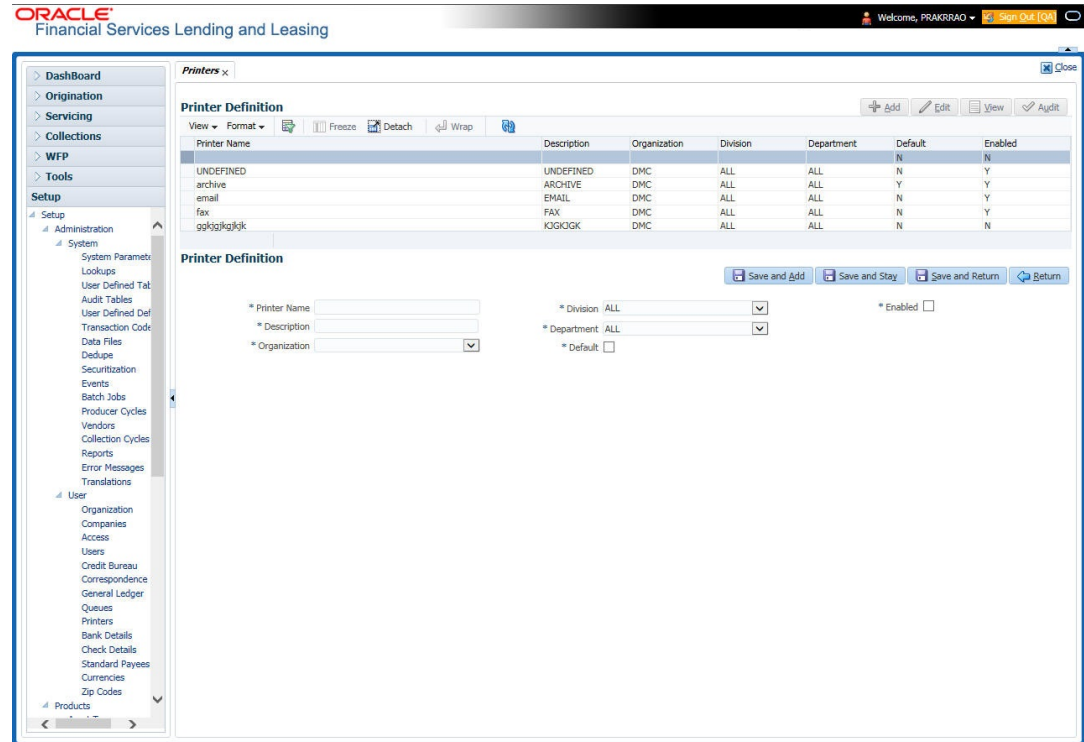 ORACLE
Financial Services Lending and Leasing
Welcome, PRAKRRAO
Sign Out [QA]
DashBoard
Origination
Servicing
Collections
WFP
Tools
Setup
Setup
Administration
System
System Paramete
Lookups
User Defined Tab
Audit Tables
User Defined Def
Transaction Code
Data Files
Dedupe
Securitization
Events
Batch Jobs
Producer Cycles
Vendors
Collection Cycles
Reports
Error Messages
Translations
User
Organization
Companies
Access
Users
Credit Bureau
Correspondence
General Ledger
Queues
Printers
Bank Details
Check Details
Standard Payees
Currencies
Zip Codes
Products
Printers x
Close
Printer Definition
Add Edit View Audit
View Format Freeze Detach Wrap
Printer Name Description Organization Division Department Default Enabled
N N
UNDEFINED UNDEFINED DMC ALL ALL N Y
archive ARCHIVE DMC ALL ALL Y Y
email EMAIL DMC ALL ALL N Y
fax FAX DMC ALL ALL N Y
ggkjgjkgjkjk KJGKJGK DMC ALL ALL N N
Printer Definition
Save and Add Save and Stay Save and Return Return
* Printer Name
* Division ALL
* Enabled
* Description
* Department ALL
* Organization
* Default